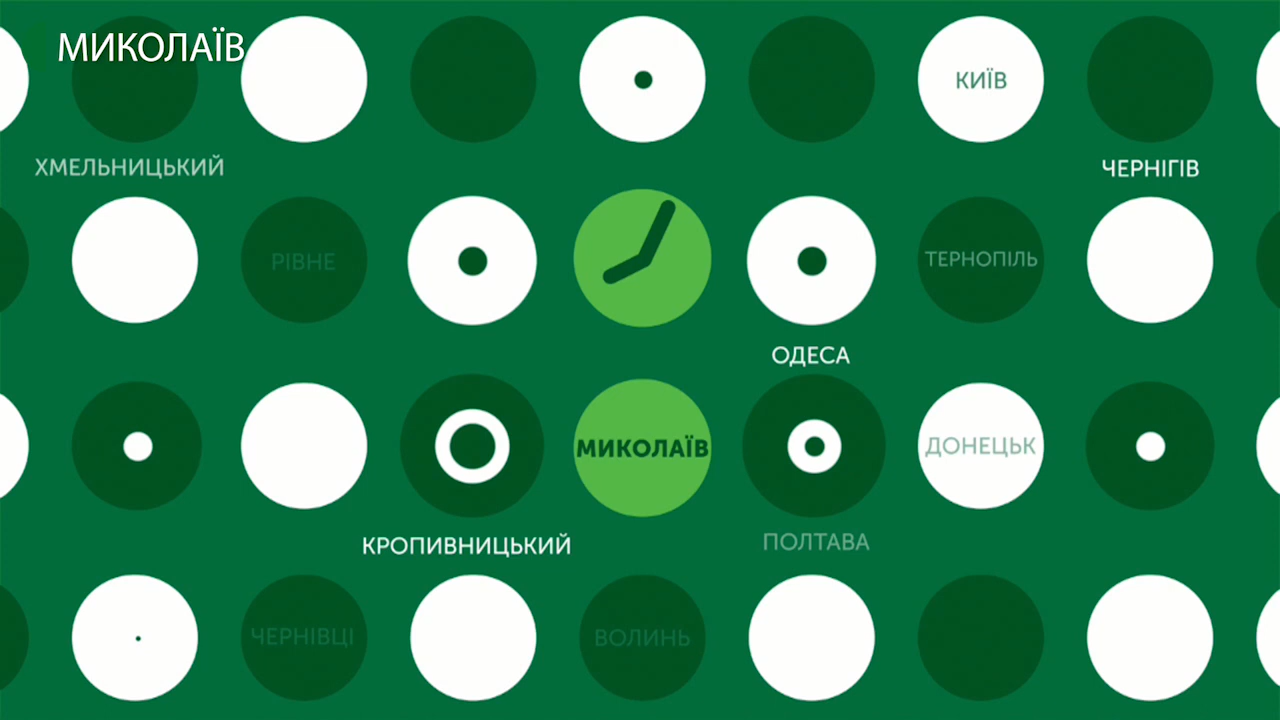 МИКОЛАЇВ
КИЇВ
ХМЕЛЬНИЦЬКИЙ
ЧЕРНІГІВ
РІВНЕ
ТЕРНОПІЛЬ
ОДЕСА
МИКОЛАЇВ
ДОНЕЦЬК
КРОПИВНИЦЬКИЙ
ПОЛТАВА
ЧЕРНІВЦІ
ВОЛИНЬ